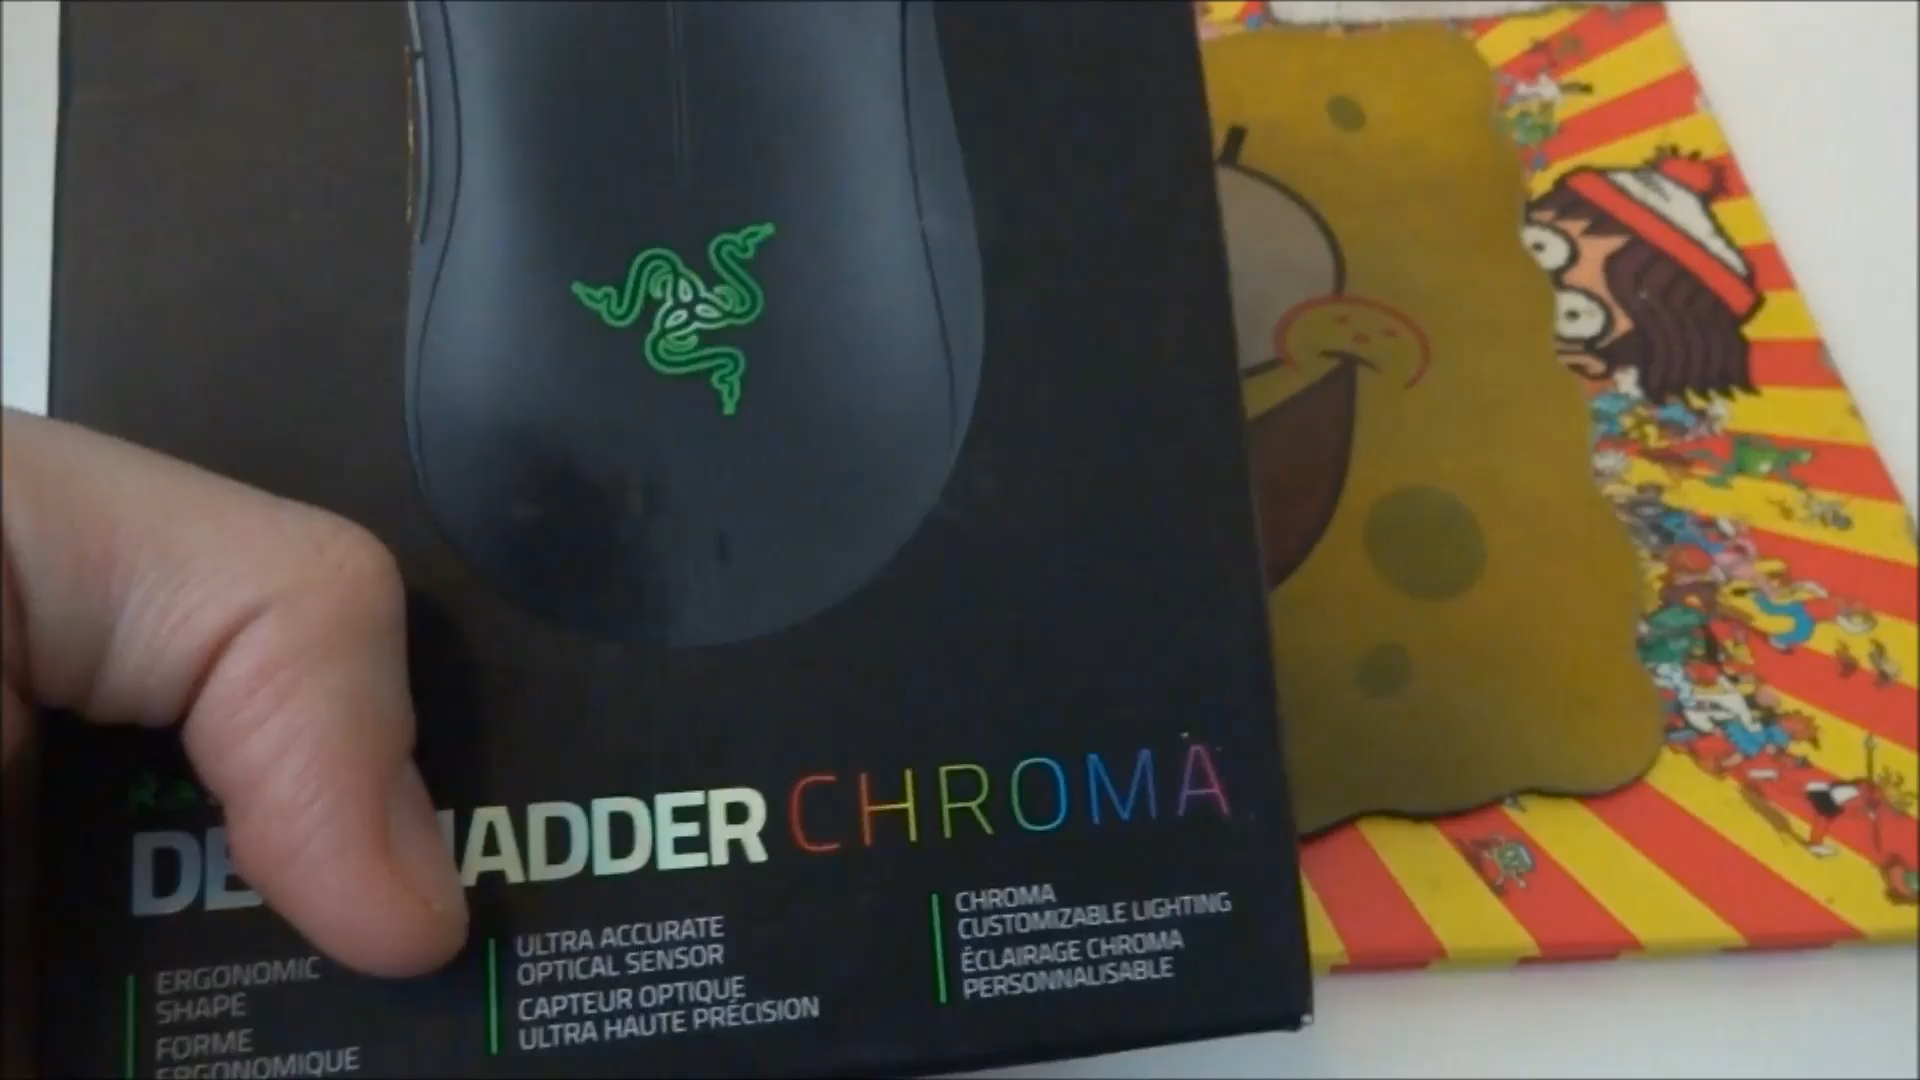 ADDER CHROMA
ERGONOMIC
SHAPE
FORME
ERGONOMIQUE
ULTRA ACCURATE
OPTICAL SENSOR
CAPTEUR OPTIQUE
ULTRA HAUTE PRÉCISION
CHROMA
CUSTOMIZABLE LIGHTING
ÉCLAIRAGE CHROMA
PERSONNALISABLE